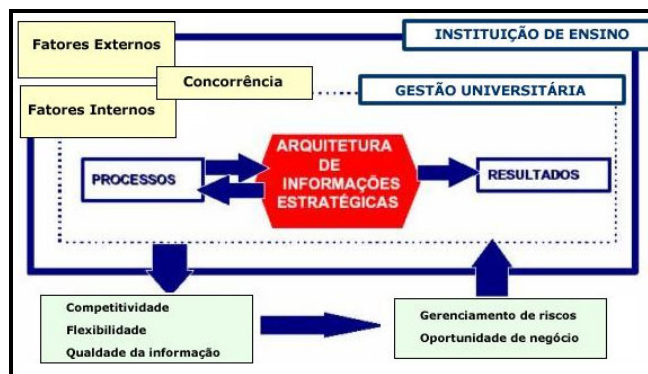 Fatores Externos
INSTITUIÇÃO DE ENSINO
Concorrência
GESTÃO UNIVERSITÁRIA
Fatores Internos
PROCESSOS
ARQUITETURA
DE
INFORMAÇÕES
ESTRATÉGICAS
RESULTADOS
Competitividade
Flexibilidade
Qualdade da informação
Gerenciamento de riscos
Oportunidade de negócio